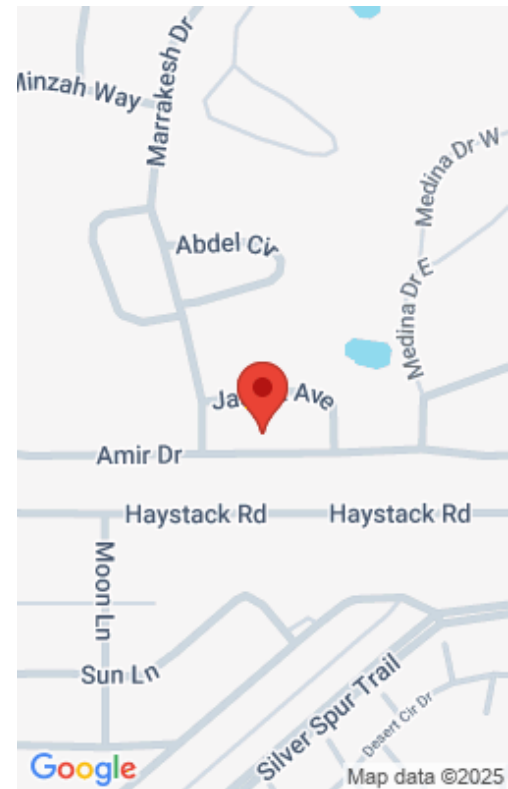 Minzah Way
Marrakesh Dr
Medina Dr W
Abdel Cir
Medina Dr E
Ave
Amir Dr
Haystack Rd
Haystack Rd
Moon Ln
Sun Ln
Silver Spur Trail
Desert Cir Dr
Google
Map data ©2025